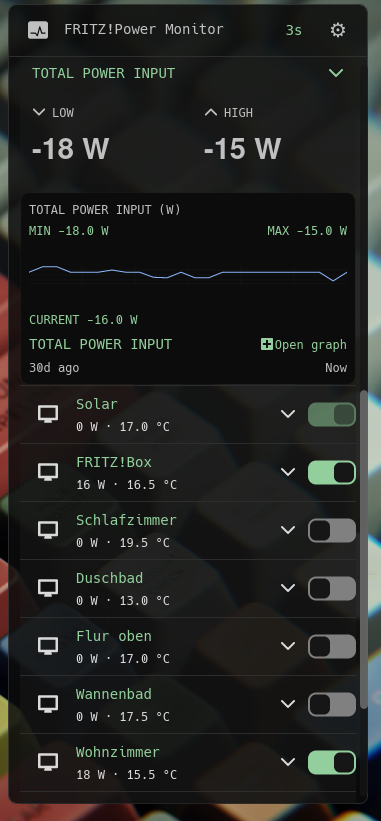 FRITZ!Power Monitor 3s
TOTAL POWER INPUT
LOW HIGH
-18 W -15 W
TOTAL POWER INPUT (W)
MIN -18.0 W MAX -15.0 W
CURRENT -16.0 W
TOTAL POWER INPUT Open graph
30d ago Now
Solar
0 W · 17.0 °C
FRITZ!Box
16 W · 16.5 °C
Schlafzimmer
0 W · 19.5 °C
Duschbad
0 W · 13.0 °C
Flur oben
0 W · 17.0 °C
Wannenbad
0 W · 17.5 °C
Wohnzimmer
18 W · 15.5 °C